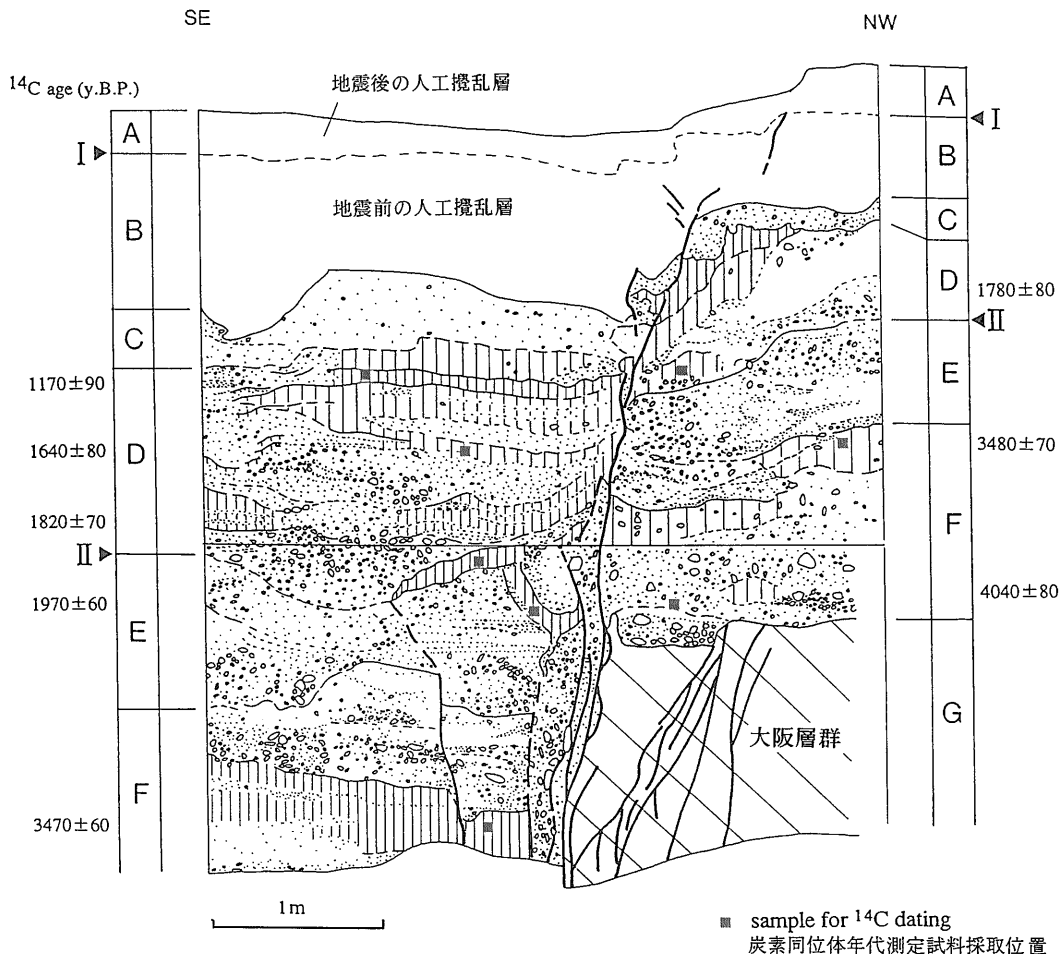 SE
NW
14C age (y.B.P.)
地震後の人工攪乱層
A
A
I
I
B
地震前の人工攪乱層
B
C
D
1780±80
II
C
E
1170±90
1640±80
D
3480±70
1820±70
F
II
1970±60
4040±80
E
G
大阪層群
F
3470±60
1m
sample for 14C dating
炭素同位体年代測定試料採取位置